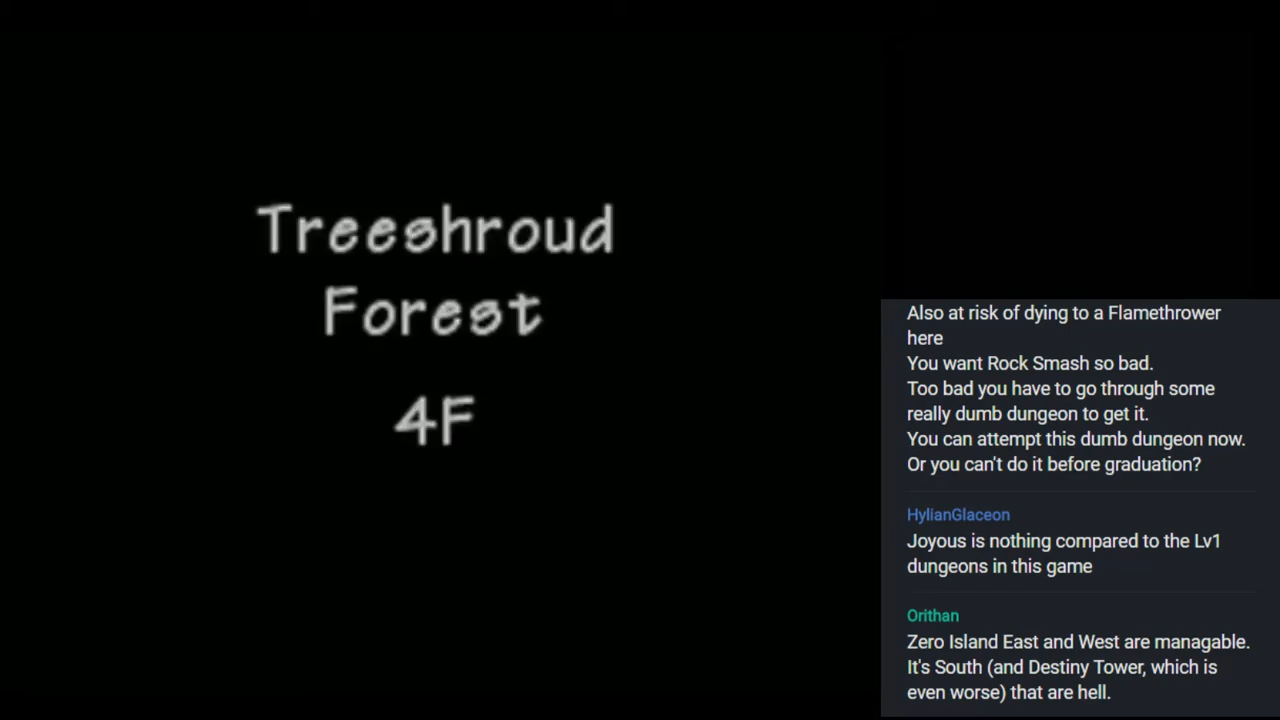 Treeshroud
Forest
4F
Also at risk of dying to a Flamethrower
here
You want Rock Smash so bad.
Too bad you have to go through some
really dumb dungeon to get it.
You can attempt this dumb dungeon now.
Or you can't do it before graduation?
HylianGlaceon
Joyous is nothing compared to the Lv1
dungeons in this game
Orithan
Zero Island East and West are managable.
It's South (and Destiny Tower, which is
even worse) that are hell.